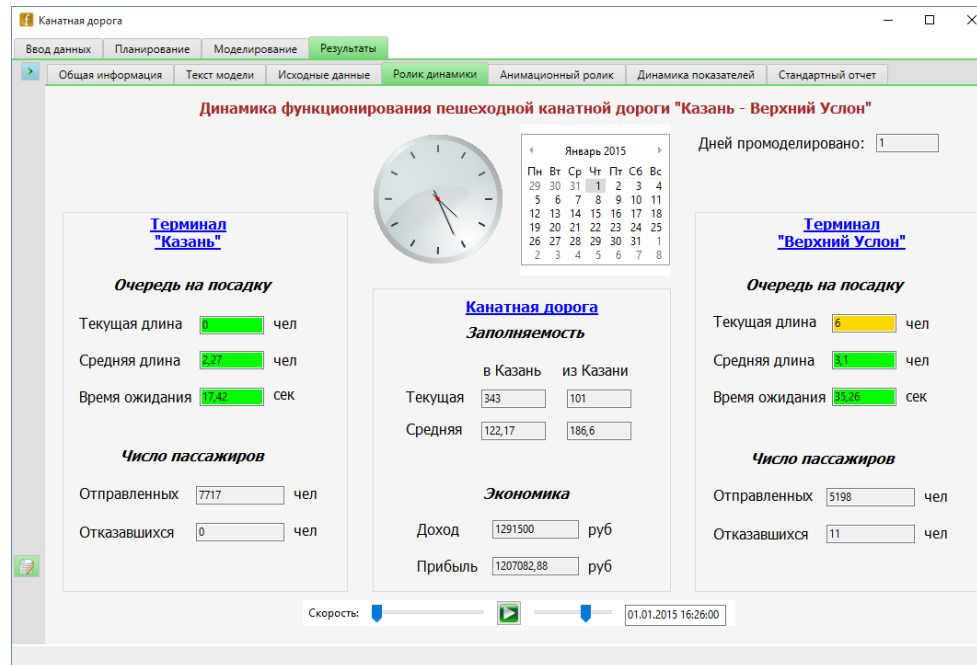 Канатная дорога
Ввод данных Планирование Моделирование Результаты
Общая информация Текст модели Исходные данные Ролик динамики Анимационный ролик Динамика показателей Стандартный отчет
Динамика функционирования пешеходной канатной дороги "Казань - Верхний Услон"
Дней промоделировано: 1
Январь 2015
Пн Вт Ср Чт Пт Сб Вс
29 30 31 1 2 3 4
5 6 7 8 9 10 11
12 13 14 15 16 17 18
19 20 21 22 23 24 25
26 27 28 29 30 31 1
2 3 4 5 6 7 8
Терминал
"Казань"
Очередь на посадку
Текущая длина 0 чел
Средняя длина 2,27 чел
Время ожидания 17,42 сек
Число пассажиров
Отправленных 7717 чел
Отказавшихся 0 чел
Канатная дорога
Заполняемость
в Казань из Казани
Текущая 343 101
Средняя 122,17 186,6
Экономика
Доход 1291500 руб
Прибыль 1207082,88 руб
Терминал
"Верхний Услон"
Очередь на посадку
Текущая длина 6 чел
Средняя длина 3,1 чел
Время ожидания 35,26 сек
Число пассажиров
Отправленных 5198 чел
Отказавшихся 11 чел
Скорость: 01.01.2015 16:26:00